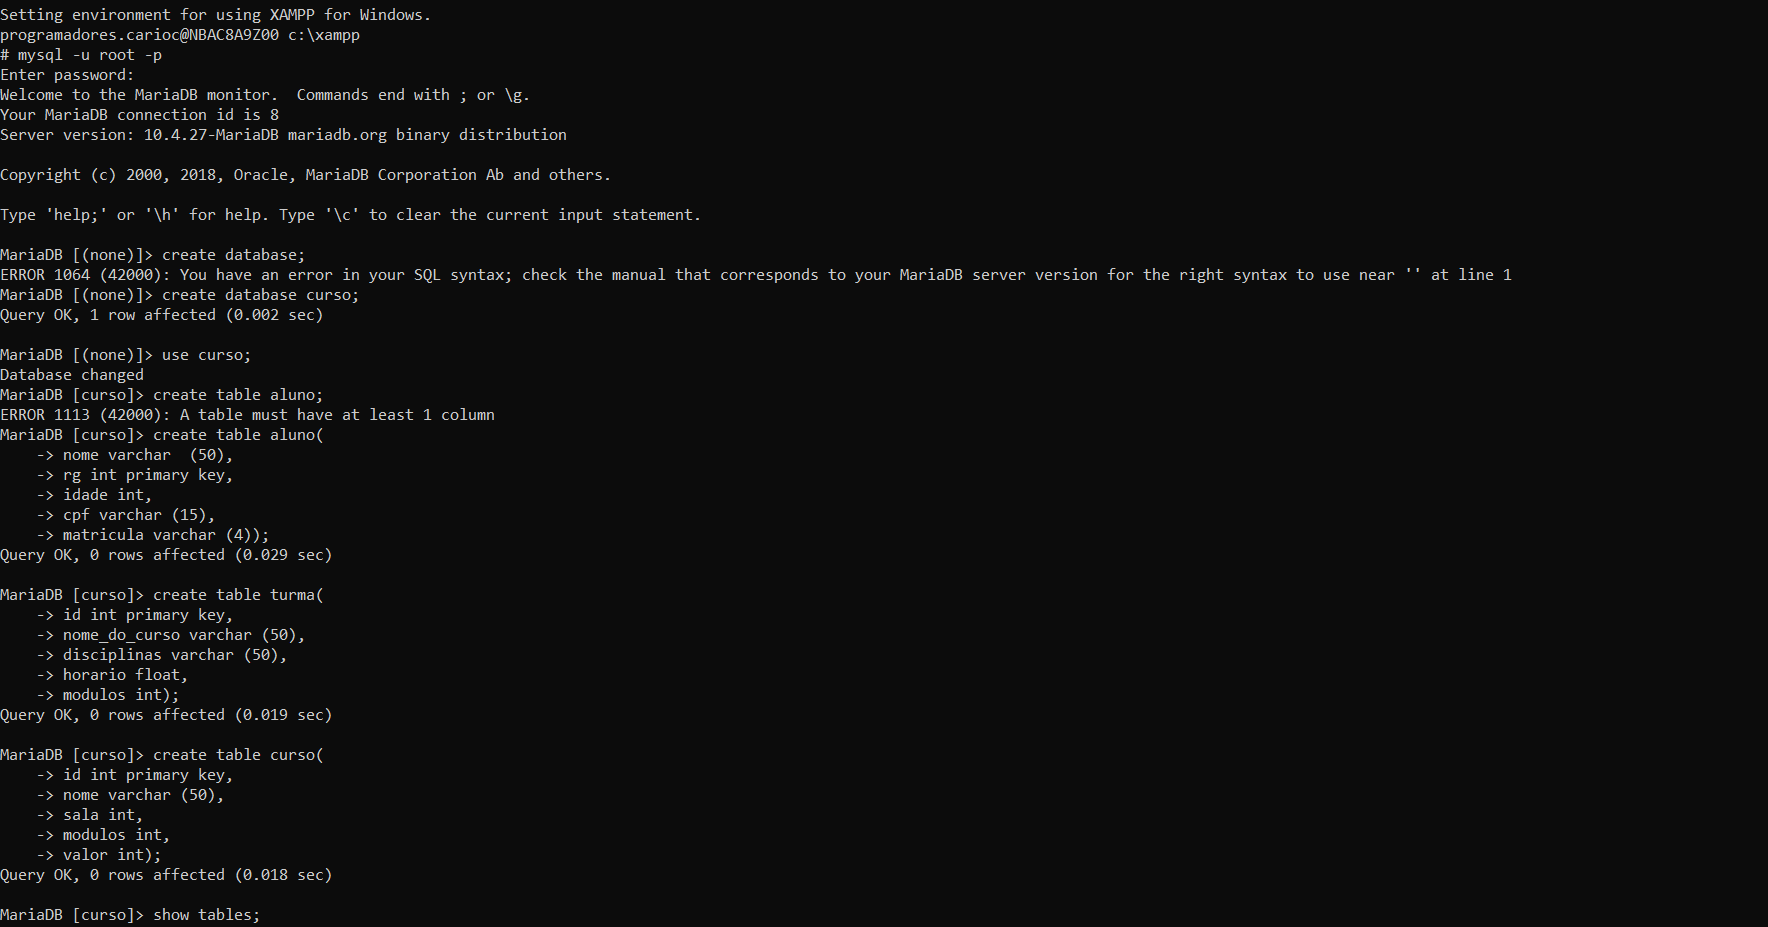 Setting environment for using XAMPP for Windows.
programadores.carioc@NBAC8A9Z00 c:\xampp
# mysql -u root -p
Enter password:
Welcome to the MariaDB monitor.  Commands end with ; or \g.
Your MariaDB connection id is 8
Server version: 10.4.27-MariaDB mariadb.org binary distribution

Copyright (c) 2000, 2018, Oracle, MariaDB Corporation Ab and others.

Type 'help;' or '\h' for help. Type '\c' to clear the current input statement.

MariaDB [(none)]> create database;
ERROR 1064 (42000): You have an error in your SQL syntax; check the manual that corresponds to your MariaDB server version for the right syntax to use near '' at line 1
MariaDB [(none)]> create database curso;
Query OK, 1 row affected (0.002 sec)

MariaDB [(none)]> use curso;
Database changed
MariaDB [curso]> create table aluno;
ERROR 1113 (42000): A table must have at least 1 column
MariaDB [curso]> create table aluno(
    -> nome varchar  (50),
    -> rg int primary key,
    -> idade int,
    -> cpf varchar (15),
    -> matricula varchar (4));
Query OK, 0 rows affected (0.029 sec)

MariaDB [curso]> create table turma(
    -> id int primary key,
    -> nome_do_curso varchar (50),
    -> disciplinas varchar (50),
    -> horario float,
    -> modulos int);
Query OK, 0 rows affected (0.019 sec)

MariaDB [curso]> create table curso(
    -> id int primary key,
    -> nome varchar (50),
    -> sala int,
    -> modulos int,
    -> valor int);
Query OK, 0 rows affected (0.018 sec)

MariaDB [curso]> show tables;